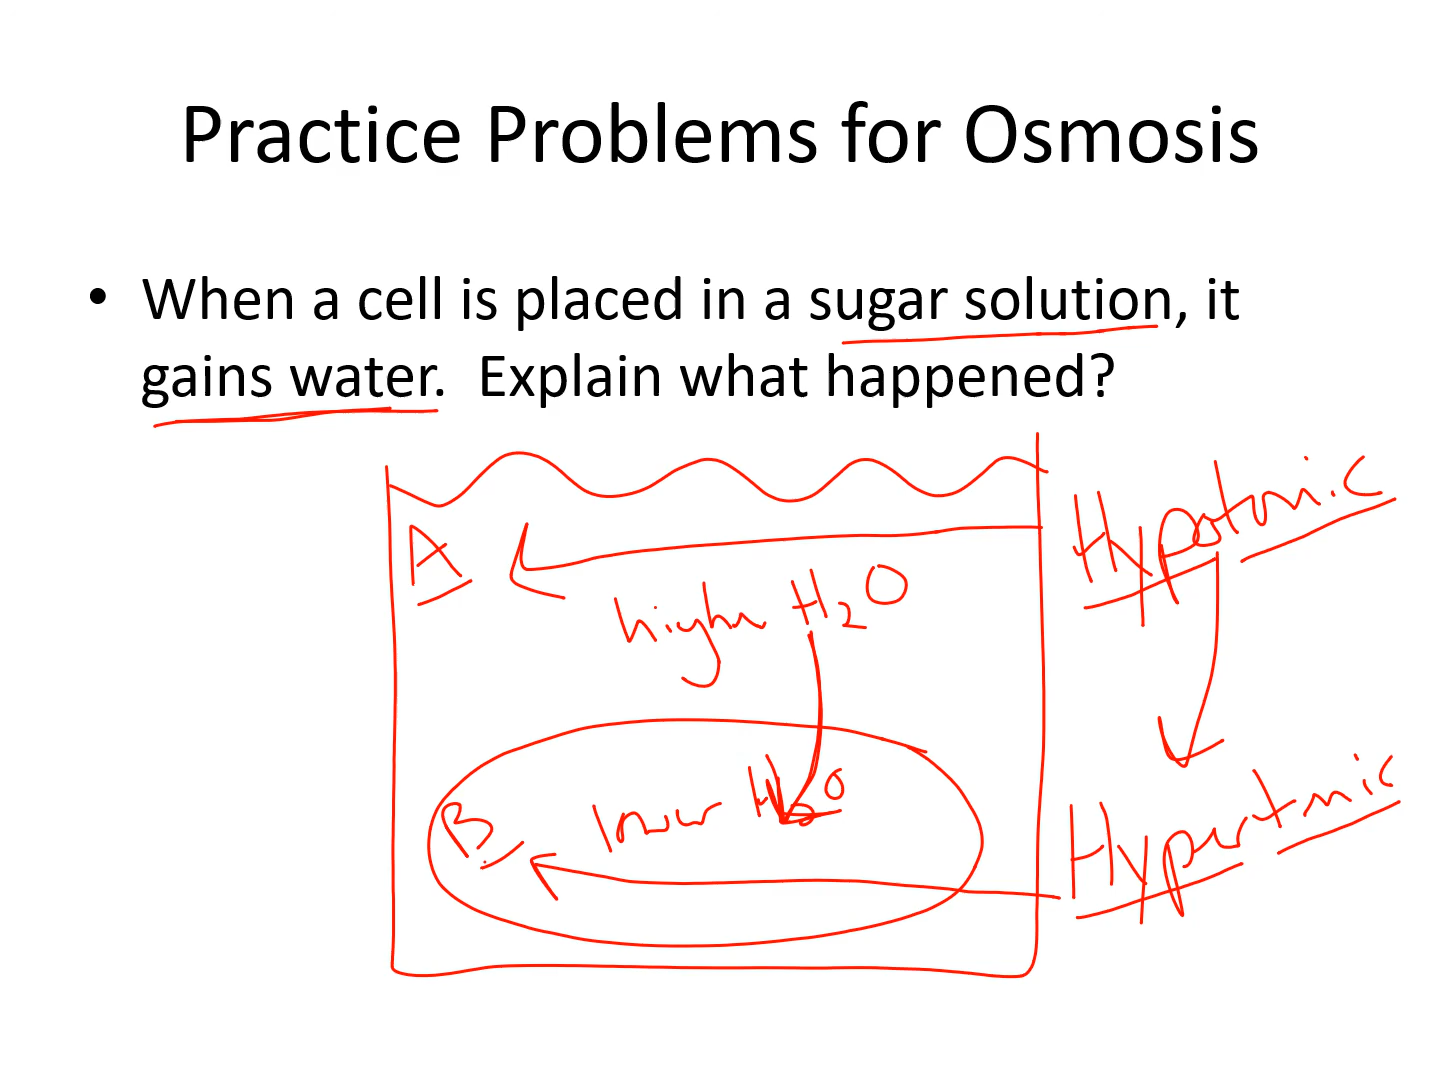 Practice Problems for Osmosis
• When a cell is placed in a sugar solution, it
gains water. Explain what happened?
A
Hypotonic
higher H2O
B
lower H2O
Hypertonic